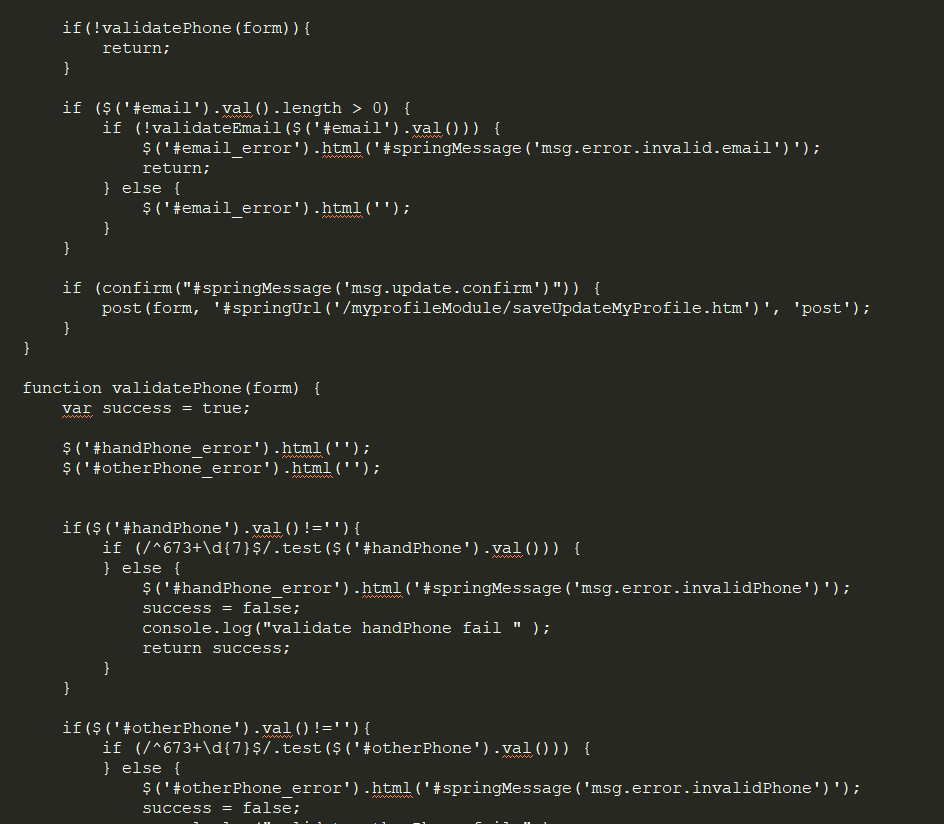 if(!validatePhone(form)){
return;
}
if ($('#email').val().length > 0) {
if (!validateEmail($('#email').val())) {
$('#email_error').html('#springMessage('msg.error.invalid.email')');
return;
} else {
$('#email_error').html('');
}
}
if (confirm("#springMessage('msg.update.confirm')")) {
post(form, '#springUrl('/myprofileModule/saveUpdateMyProfile.htm')', 'post');
}
}
function validatePhone(form) {
var success = true;
$('#handPhone_error').html('');
$('#otherPhone_error').html('');
if($('#handPhone').val()!=''){
if (/^673+\d{7}$/.test($('#handPhone').val())) {
} else {
$('#handPhone_error').html('#springMessage('msg.error.invalidPhone')');
success = false;
console.log("validate handPhone fail " );
return success;
}
}
if($('#otherPhone').val()!=''){
if (/^673+\d{7}$/.test($('#otherPhone').val())) {
} else {
$('#otherPhone_error').html('#springMessage('msg.error.invalidPhone')');
success = false;